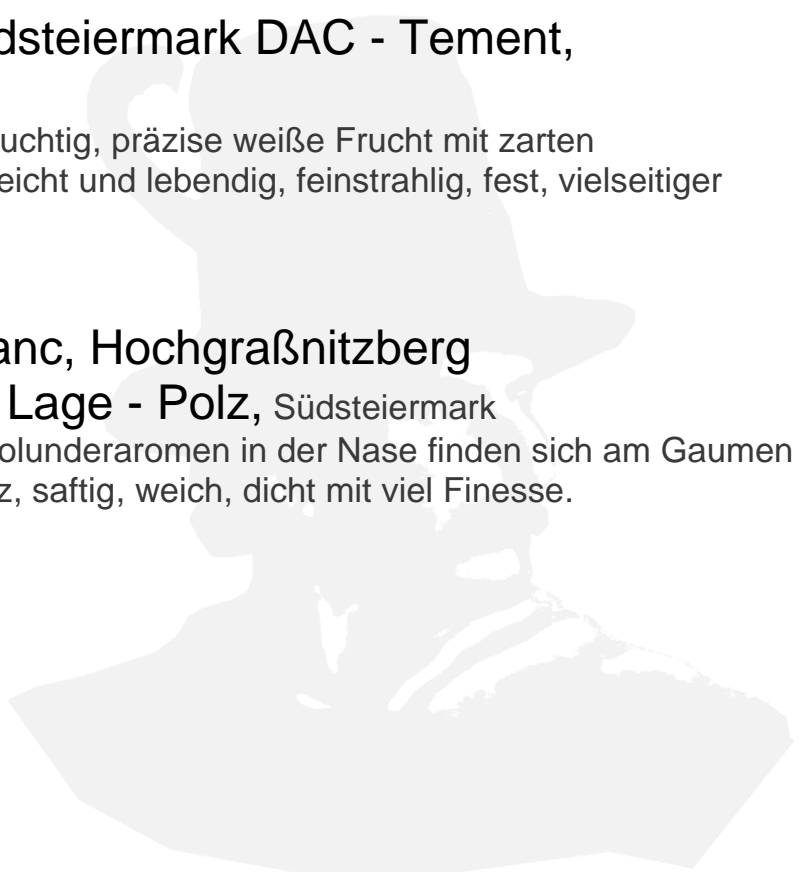 dsteiermark DAC - Tement,
uchtig, präzise weiße Frucht mit zarten
eicht und lebendig, feinstrahlig, fest, vielseitiger
anc, Hochgraßnitzberg
Lage - Polz, Südsteiermark
olunderaromen in der Nase finden sich am Gaumen
z, saftig, weich, dicht mit viel Finesse.